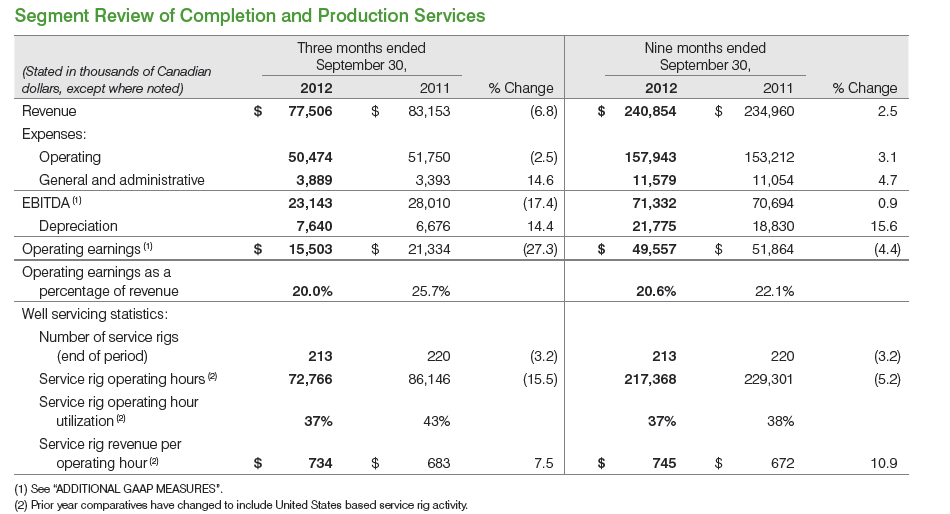 Segment Review of Completion and Production Services
Three months ended Nine months ended
(Stated in thousands of Canadian September 30, September 30,
dollars, except where noted) 2012 2011 % Change 2012 2011 % Change
Revenue $ 77,506 $ 83,153 (6.8) $ 240,854 $ 234,960 2.5
Expenses:
Operating 50,474 51,750 (2.5) 157,943 153,212 3.1
General and administrative 3,889 3,393 14.6 11,579 11,054 4.7
EBITDA (1) 23,143 28,010 (17.4) 71,332 70,694 0.9
Depreciation 7,640 6,676 14.4 21,775 18,830 15.6
Operating earnings (1) $ 15,503 $ 21,334 (27.3) $ 49,557 $ 51,864 (4.4)
Operating earnings as a
percentage of revenue 20.0% 25.7% 20.6% 22.1%
Well servicing statistics:
Number of service rigs
(end of period) 213 220 (3.2) 213 220 (3.2)
Service rig operating hours (2) 72,766 86,146 (15.5) 217,368 229,301 (5.2)
Service rig operating hour
utilization (2) 37% 43% 37% 38%
Service rig revenue per
operating hour (2) $ 734 $ 683 7.5 $ 745 $ 672 10.9
(1) See "ADDITIONAL GAAP MEASURES".
(2) Prior year comparatives have changed to include United States based service rig activity.